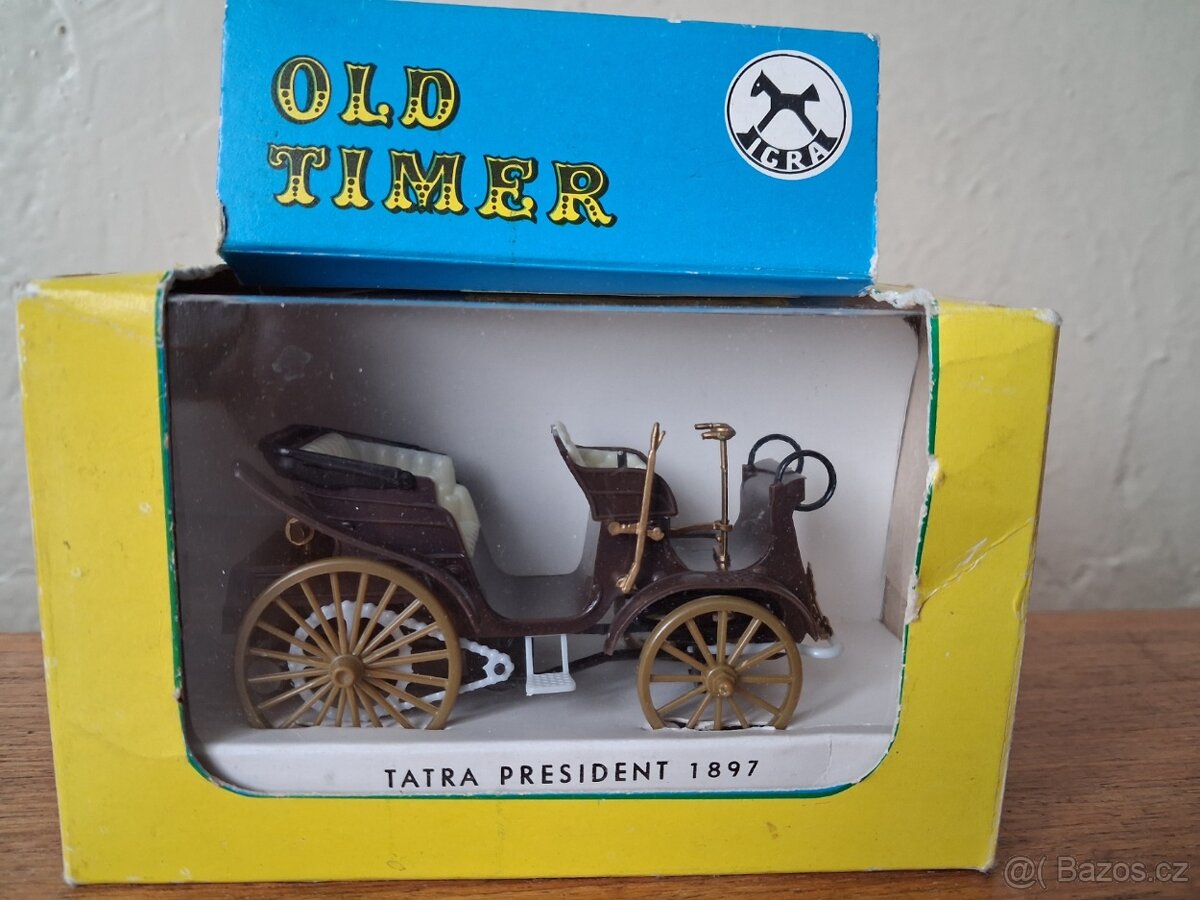 OLD
TIMER
IGRA
TATRA PRESIDENT 1897
@( Bazos.cz